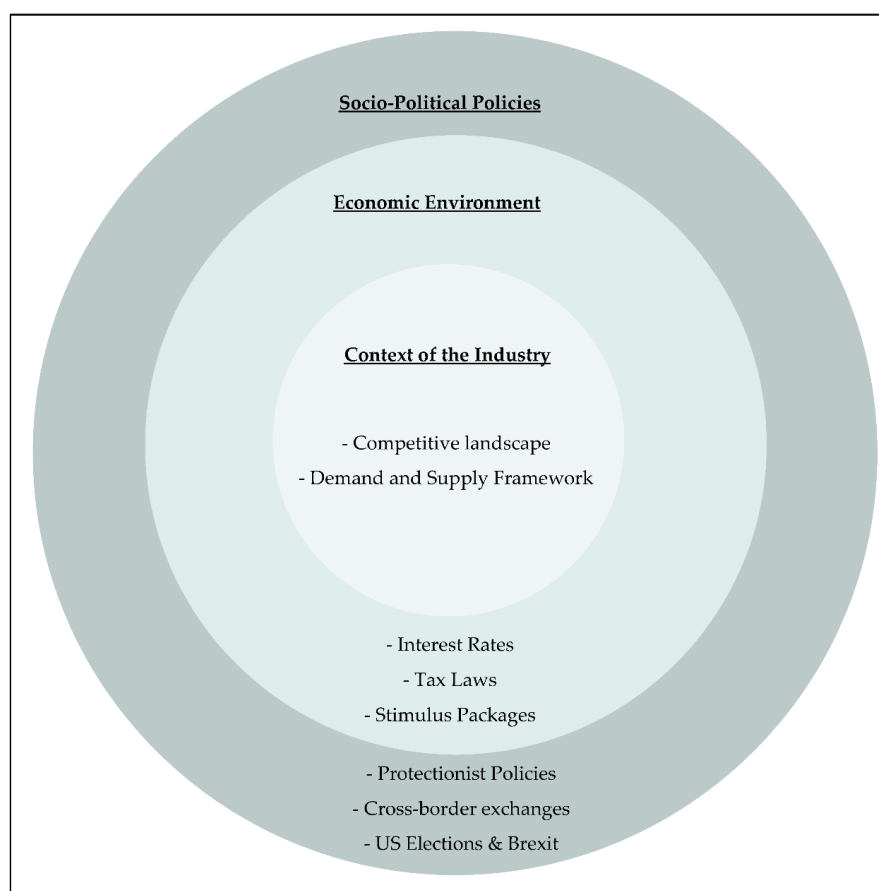 Socio-Political Policies
Economic Environment
Context of the Industry
- Competitive landscape
- Demand and Supply Framework
- Interest Rates
- Tax Laws
- Stimulus Packages
- Protectionist Policies
- Cross-border exchanges
- US Elections & Brexit